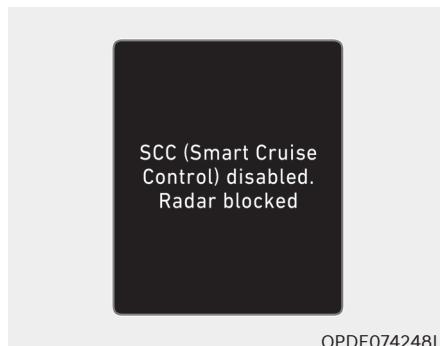 SCC (Smart Cruise
Control) disabled.
Radar blocked
OPDE074248L